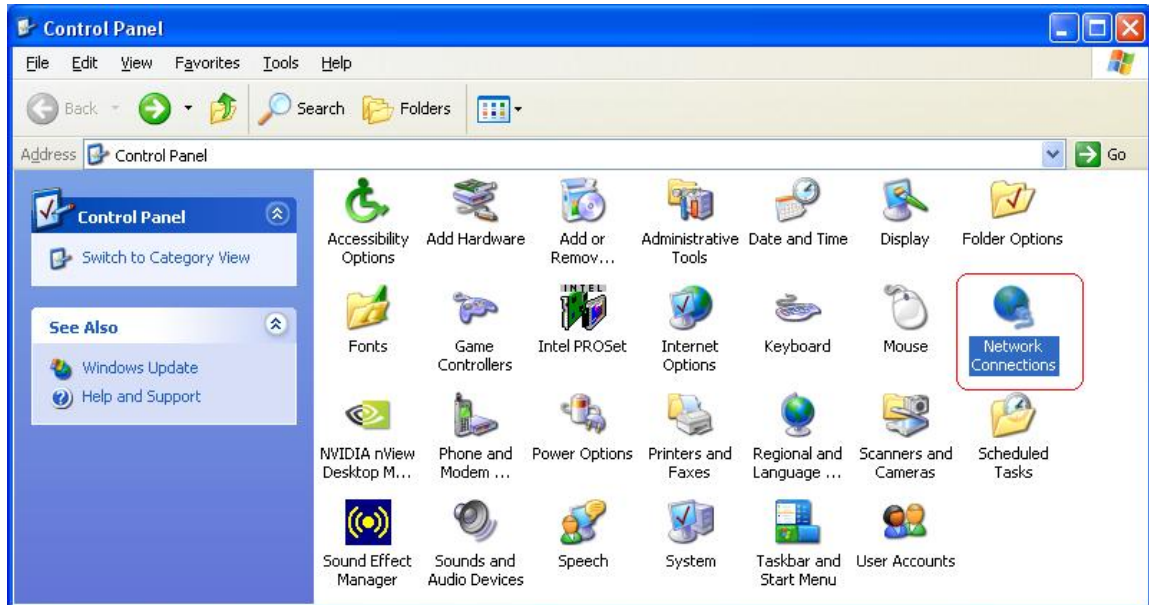 Control Panel
File Edit View Favorites Tools Help
Back Search Folders
Address Control Panel Go
Control Panel
Switch to Category View
See Also
Windows Update
Help and Support
Accessibility Options
Add Hardware
Add or Remov...
Administrative Tools
Date and Time
Display
Folder Options
Fonts
Game Controllers
INTEL
Intel PROSet
Internet Options
Keyboard
Mouse
Network Connections
NVIDIA nView Desktop M...
Phone and Modem ...
Power Options
Printers and Faxes
Regional and Language ...
Scanners and Cameras
Scheduled Tasks
Sound Effect Manager
Sounds and Audio Devices
Speech
System
Taskbar and Start Menu
User Accounts